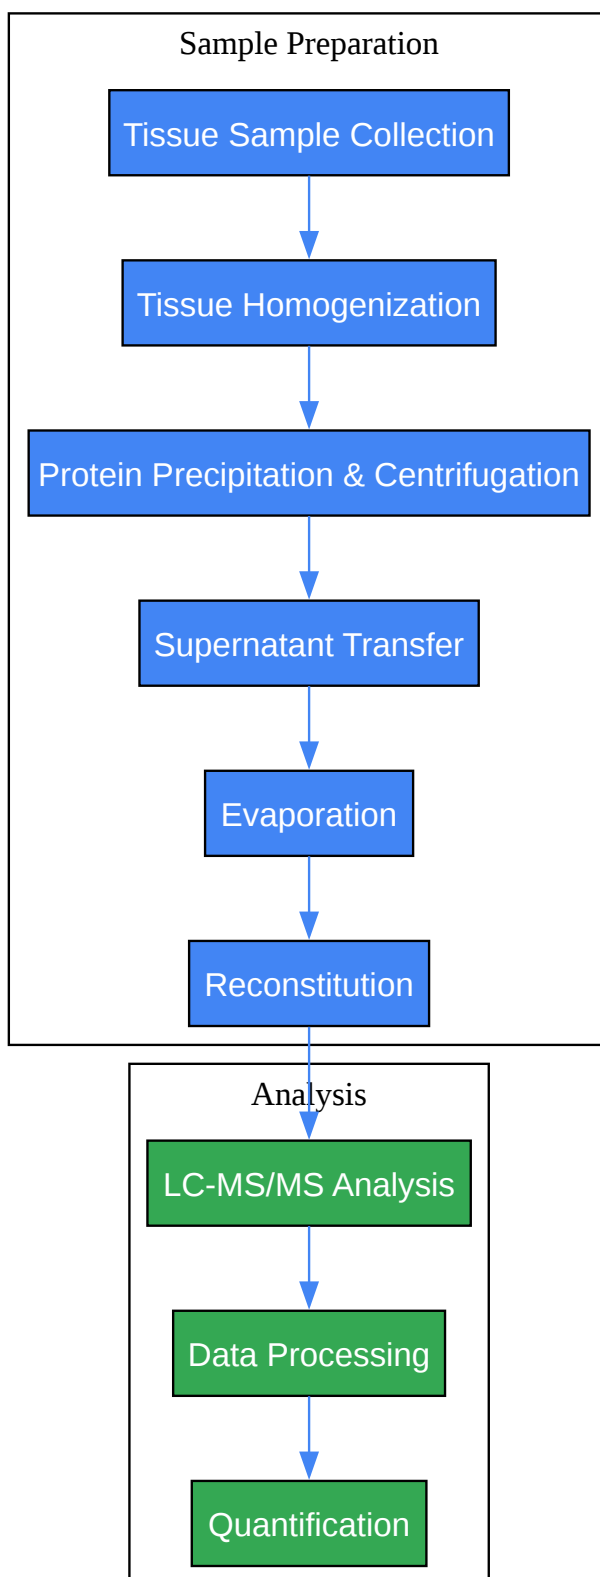 Sample Preparation
Tissue Sample Collection
Tissue Homogenization
Protein Precipitation & Centrifugation
Supernatant Transfer
Evaporation
Reconstitution
Analysis
LC-MS/MS Analysis
Data Processing
Quantification